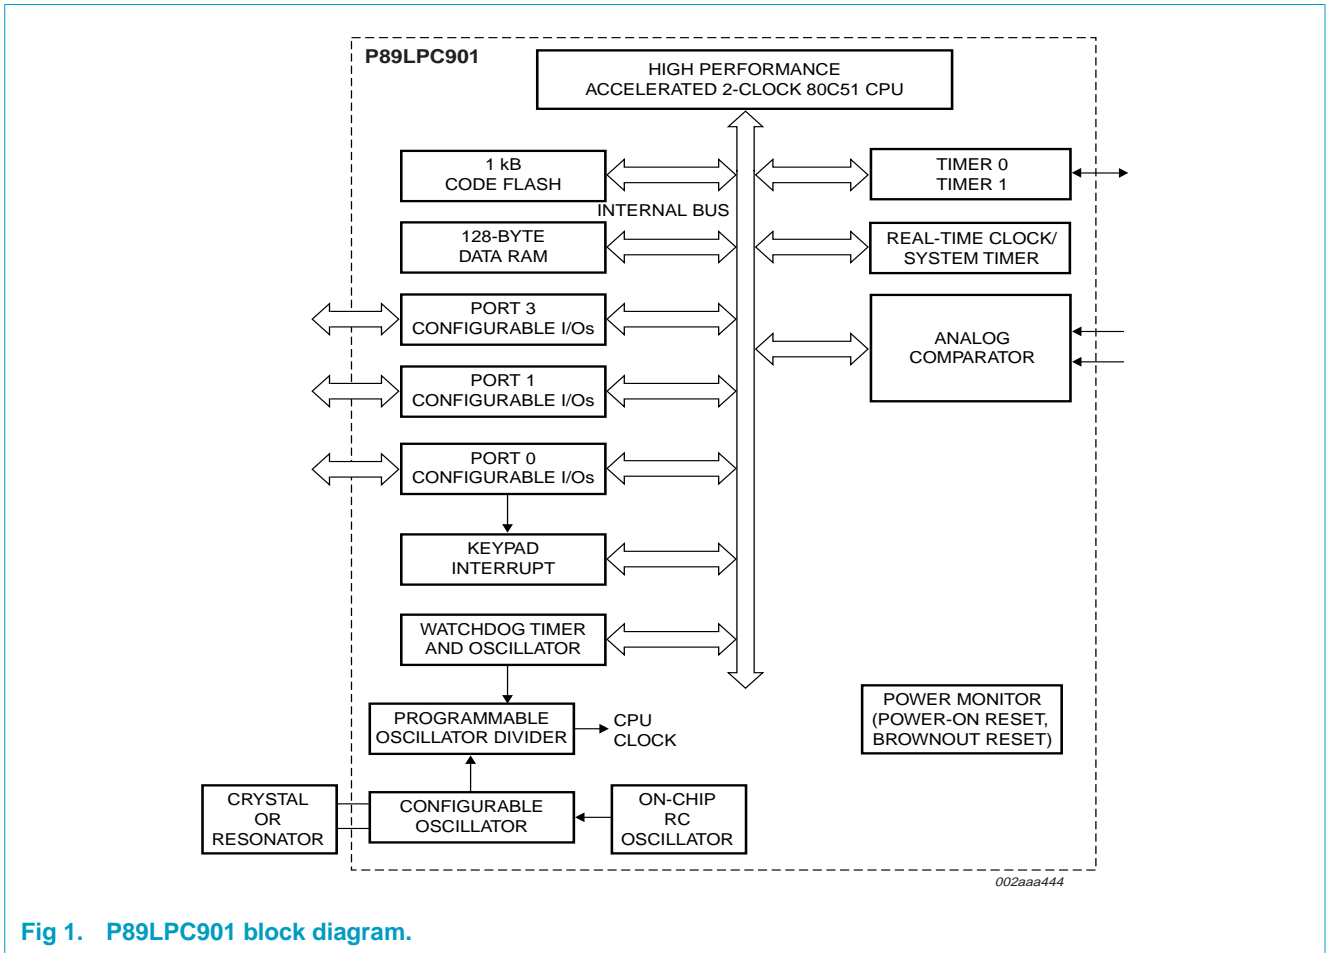 P89LPC901
HIGH PERFORMANCE
ACCELERATED 2-CLOCK 80C51 CPU
1 kB
CODE FLASH
TIMER 0
TIMER 1
INTERNAL BUS
128-BYTE
DATA RAM
REAL-TIME CLOCK/
SYSTEM TIMER
PORT 3
CONFIGURABLE I/Os
ANALOG
COMPARATOR
PORT 1
CONFIGURABLE I/Os
PORT 0
CONFIGURABLE I/Os
KEYPAD
INTERRUPT
WATCHDOG TIMER
AND OSCILLATOR
PROGRAMMABLE
OSCILLATOR DIVIDER
CPU
CLOCK
POWER MONITOR
(POWER-ON RESET,
BROWNOUT RESET)
CRYSTAL
OR
RESONATOR
CONFIGURABLE
OSCILLATOR
ON-CHIP
RC
OSCILLATOR
002aaa444
Fig 1. P89LPC901 block diagram.